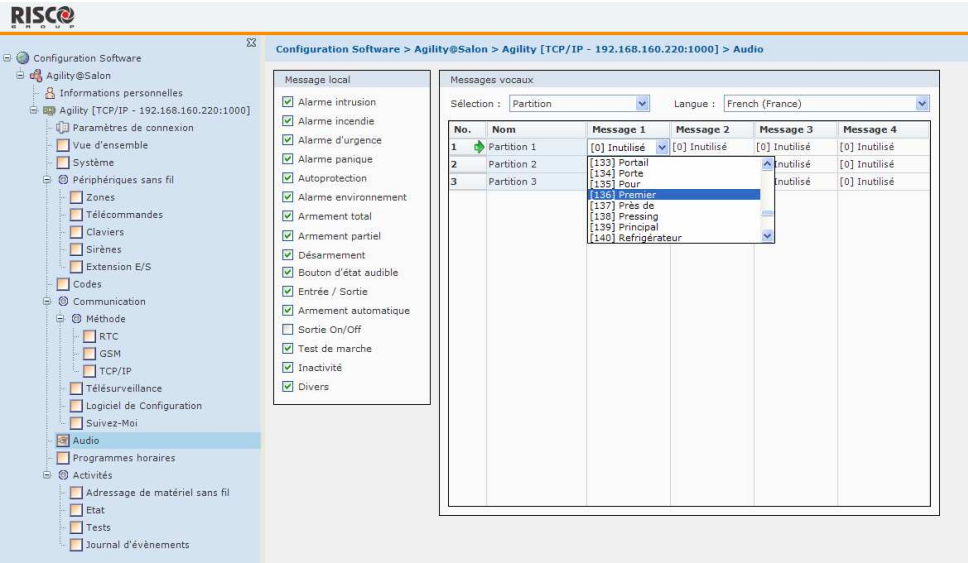 RISCO
GROUP
Configuration Software
Agility@Salon
Informations personnelles
Agility [TCP/IP - 192.168.160.220:1000]
Paramètres de connexion
Vue d'ensemble
Système
Périphériques sans fil
Zones
Télécommandes
Claviers
Sirènes
Extension E/S
Codes
Communication
Méthode
RTC
GSM
TCP/IP
Télésurveillance
Logiciel de Configuration
Suivez-Moi
Audio
Programmes horaires
Activités
Adressage de matériel sans fil
Etat
Tests
Journal d'évènements
Configuration Software > Agility@Salon > Agility [TCP/IP - 192.168.160.220:1000] > Audio
Message local
Alarme intrusion
Alarme incendie
Alarme d'urgence
Alarme panique
Autoprotection
Alarme environnement
Armement total
Armement partiel
Désarmement
Bouton d'état audible
Entrée / Sortie
Armement automatique
Sortie On/Off
Test de marche
Inactivité
Divers
Messages vocaux
Sélection : Partition Langue : French (France)
No. Nom Message 1 Message 2 Message 3 Message 4
1 Partition 1 [0] Inutilisé [0] Inutilisé [0] Inutilisé [0] Inutilisé
2 Partition 2 Inutilisé [0] Inutilisé
3 Partition 3 Inutilisé [0] Inutilisé
[133] Portail
[134] Porte
[135] Pour
[136] Premier
[137] Près de
[138] Pressing
[139] Principal
[140] Refrigérateur